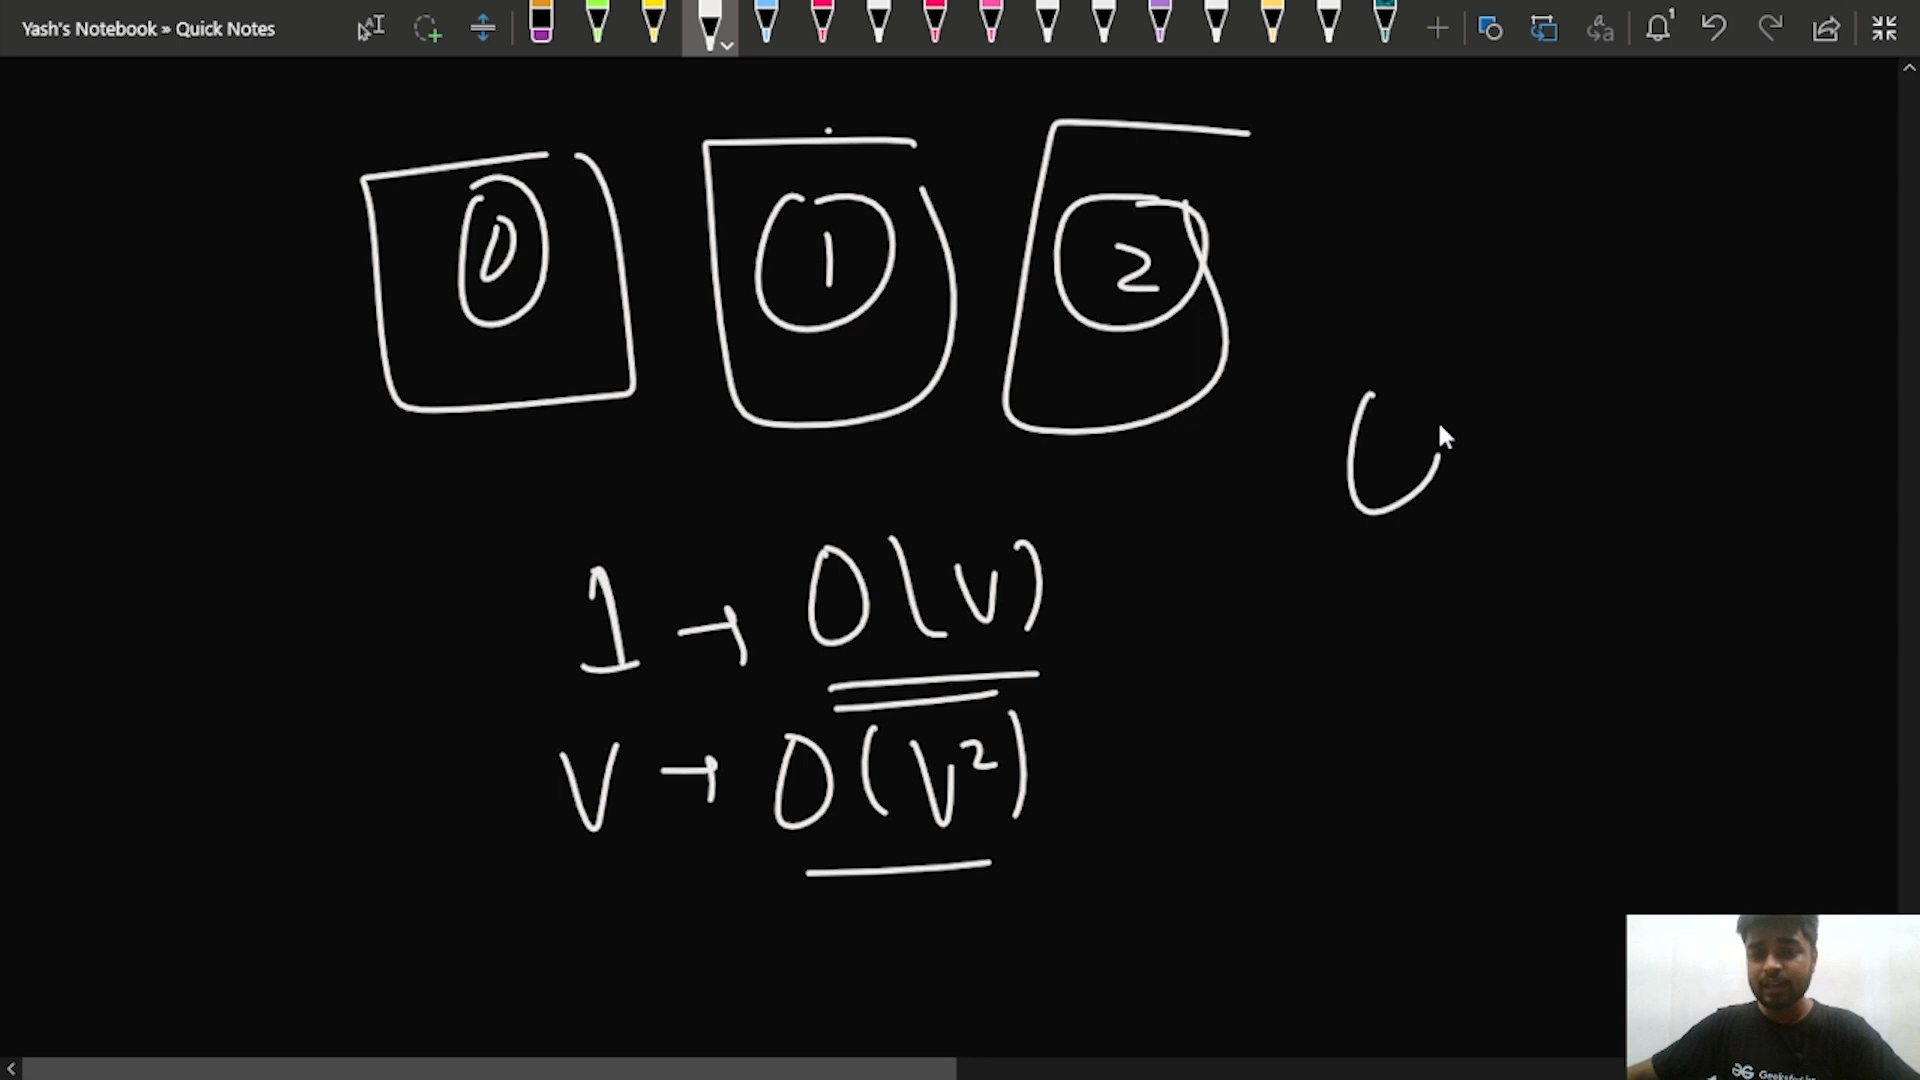 Yash's Notebook » Quick Notes
0 1 2
1 → O(V)
V → O(V²)